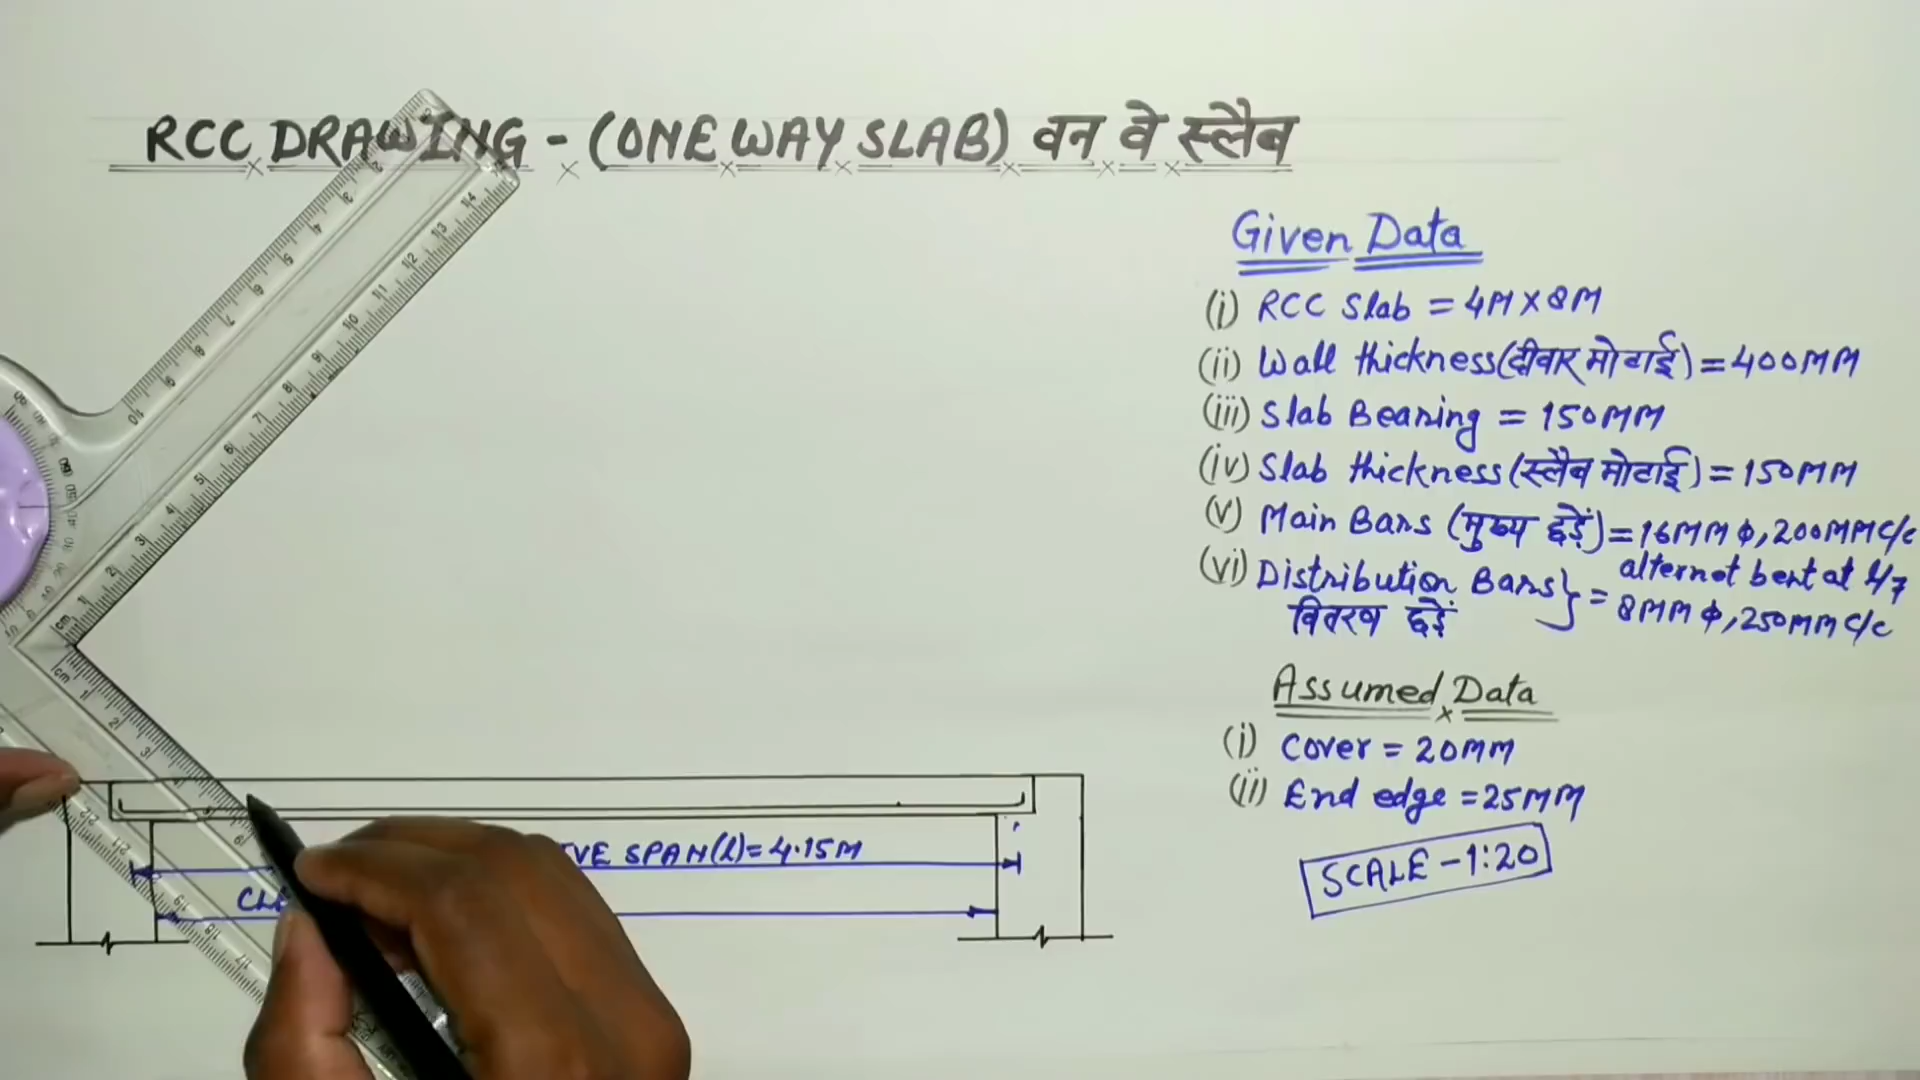 RCC DRAWING - (ONE WAY SLAB) वन वे स्लैब
Given Data
(i) RCC Slab = 4M X 8M
(ii) Wall thickness (दीवार मोटाई) = 400MM
(iii) Slab Bearing = 150MM
(iv) Slab thickness (स्लैब मोटाई) = 150MM
(v) Main Bars (मुख्य छड़ें) = 16MM ϕ, 200MM C/C
alternet bent at L/7
(vi) Distribution Bars} = 8MM ϕ, 250MM C/C
वितरण छड़ें
Assumed Data
(i) Cover = 20MM
(ii) End edge = 25MM
SCALE - 1:20
SPAN(L) = 4.15M